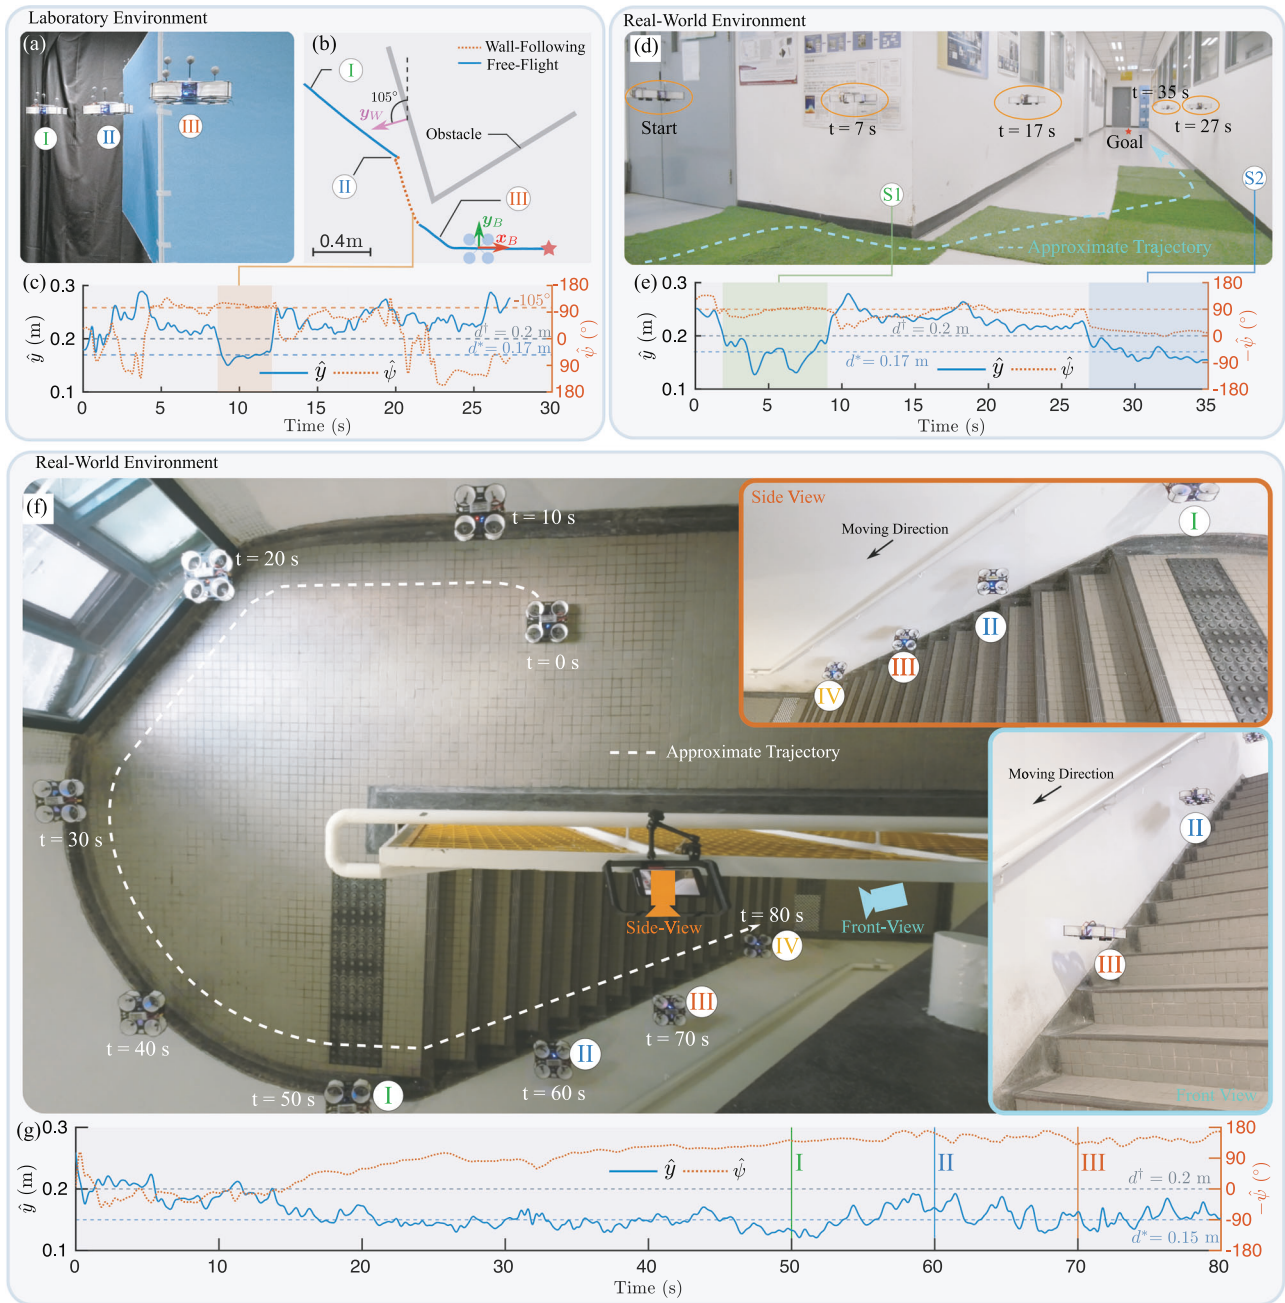 Laboratory Environment
(a)
I
II
III
(b)
Wall-Following
Free-Flight
I
105°
y_W
Obstacle
II
III
y_B
x_B
0.4m
(c)
0.3
0.2
0.1
ŷ (m)
-105°
d† = 0.2 m
d* = 0.17 m
ŷ
ψ̂
180
90
0
90
180
−ψ̂ (°)
0 5 10 15 20 25 30
Time (s)
Real-World Environment
(d)
Start
t = 7 s
t = 17 s
t = 35 s
t = 27 s
Goal
S1
S2
Approximate Trajectory
(e)
0.3
0.2
0.1
ŷ (m)
d† = 0.2 m
d* = 0.17 m
ŷ
ψ̂
180
90
0
-90
-180
−ψ̂ (°)
0 5 10 15 20 25 30 35
Time (s)
Real-World Environment
(f)
t = 10 s
t = 20 s
t = 0 s
Approximate Trajectory
t = 30 s
t = 40 s
t = 50 s
I
II
t = 60 s
III
t = 70 s
t = 80 s
IV
Side-View
Front-View
Side View
Moving Direction
I
II
III
IV
Moving Direction
II
III
Front View
(g)
0.3
0.2
0.1
ŷ (m)
ŷ
ψ̂
I
II
III
d† = 0.2 m
d* = 0.15 m
180
90
0
-90
-180
−ψ̂ (°)
0 10 20 30 40 50 60 70 80
Time (s)